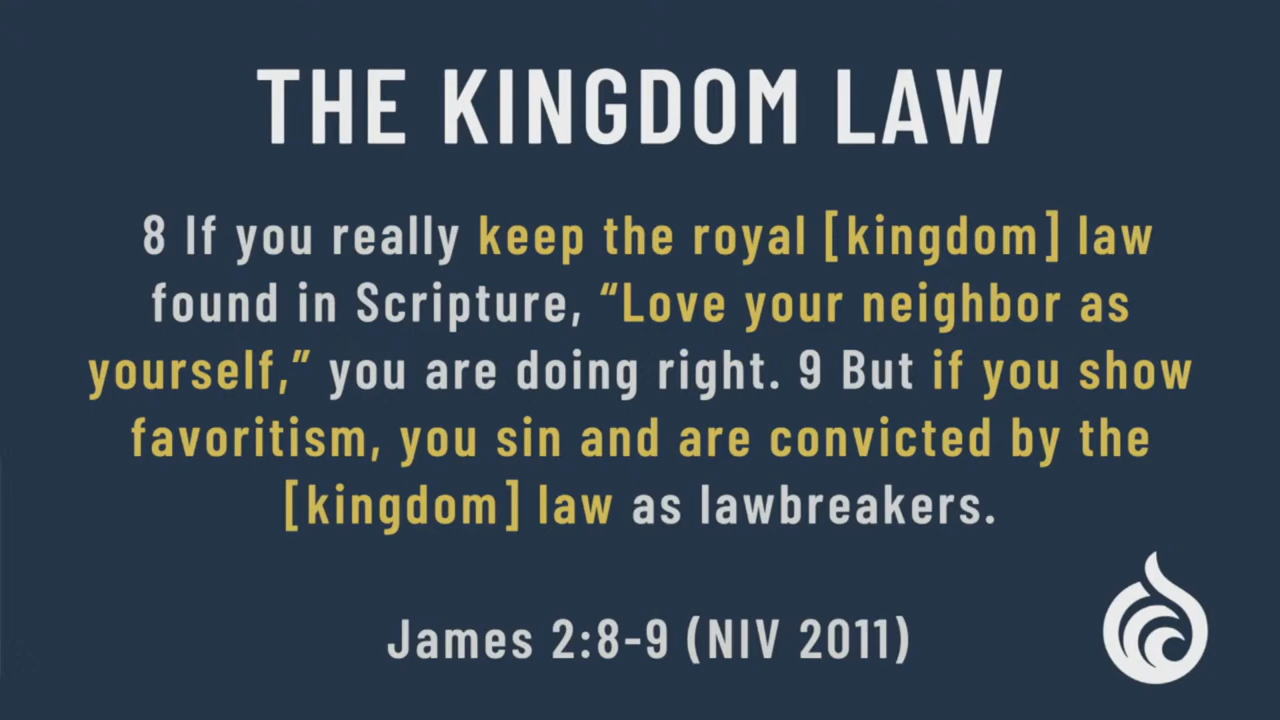 THE KINGDOM LAW
8 If you really keep the royal [kingdom] law
found in Scripture, “Love your neighbor as
yourself,” you are doing right. 9 But if you show
favoritism, you sin and are convicted by the
[kingdom] law as lawbreakers.
James 2:8-9 (NIV 2011)